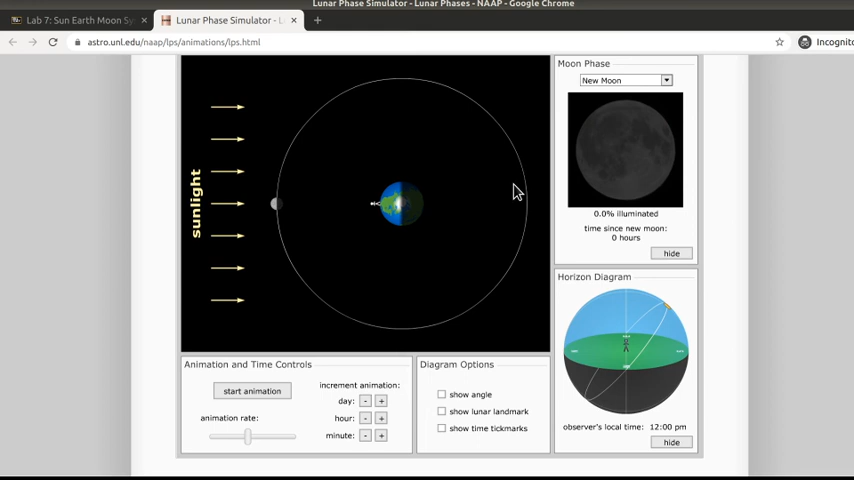 Lunar Phase Simulator - Lunar Phases - NAAP - Google Chrome
Lab 7: Sun Earth Moon Sy
Lunar Phase Simulator - L
astro.unl.edu/naap/lps/animations/lps.html
Incognito
sunlight
Moon Phase
New Moon
0.0% illuminated
time since new moon:
0 hours
hide
Horizon Diagram
observer's local time: 12:00 pm
hide
Animation and Time Controls
start animation
animation rate:
increment animation:
day: - +
hour: - +
minute: - +
Diagram Options
show angle
show lunar landmark
show time tickmarks